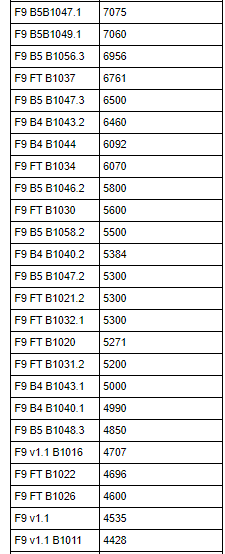 F9 B5B1047.1 7075
F9 B5B1049.1 7060
F9 B5 B1056.3 6956
F9 FT B1037 6761
F9 B5 B1047.3 6500
F9 B4 B1043.2 6460
F9 B4 B1044 6092
F9 FT B1034 6070
F9 B5 B1046.2 5800
F9 FT B1030 5600
F9 B5 B1058.2 5500
F9 B4 B1040.2 5384
F9 B5 B1047.2 5300
F9 FT B1021.2 5300
F9 FT B1032.1 5300
F9 FT B1020 5271
F9 FT B1031.2 5200
F9 B4 B1043.1 5000
F9 B4 B1040.1 4990
F9 B5 B1048.3 4850
F9 v1.1 B1016 4707
F9 FT B1022 4696
F9 FT B1026 4600
F9 v1.1 4535
F9 v1.1 B1011 4428